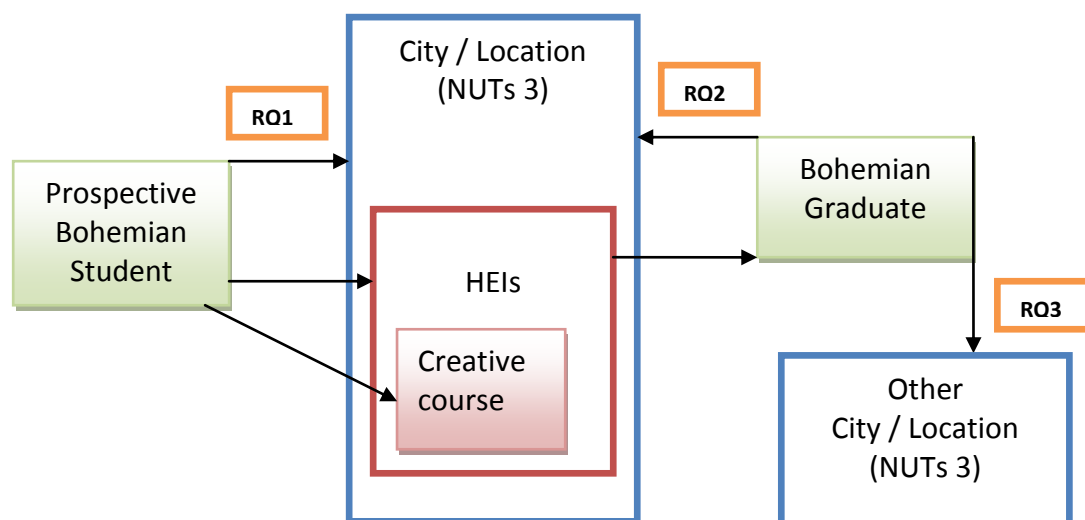 City / Location
(NUTs 3)
RQ1
RQ2
Prospective
Bohemian
Student
Bohemian
Graduate
HEIs
RQ3
Creative
course
Other
City / Location
(NUTs 3)